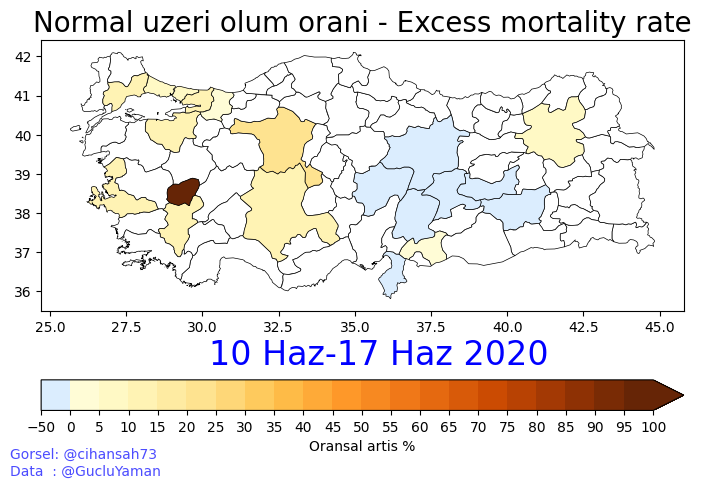 Normal uzeri olum orani - Excess mortality rate
42
41
40
39
38
37
36
25.0 27.5 30.0 32.5 35.0 37.5 40.0 42.5 45.0
10 Haz-17 Haz 2020
−50 0 5 10 15 20 25 30 35 40 45 50 55 60 65 70 75 80 85 90 95 100
Oransal artis %
Gorsel: @cihansah73
Data : @GucluYaman